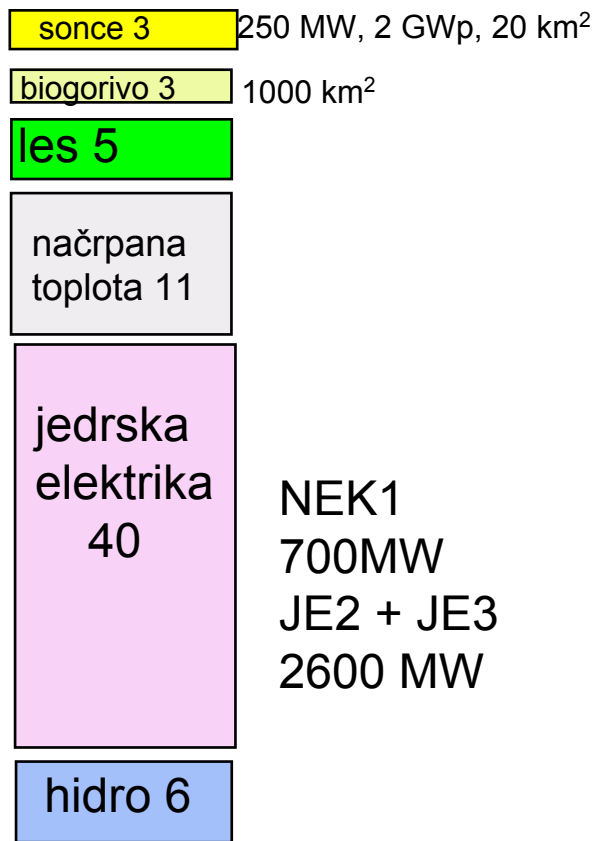 sonce 3 250 MW, 2 GWp, 20 km²
biogorivo 3 1000 km²
les 5
načrpana
toplota 11
jedrska
elektrika
40
NEK1
700MW
JE2 + JE3
2600 MW
hidro 6